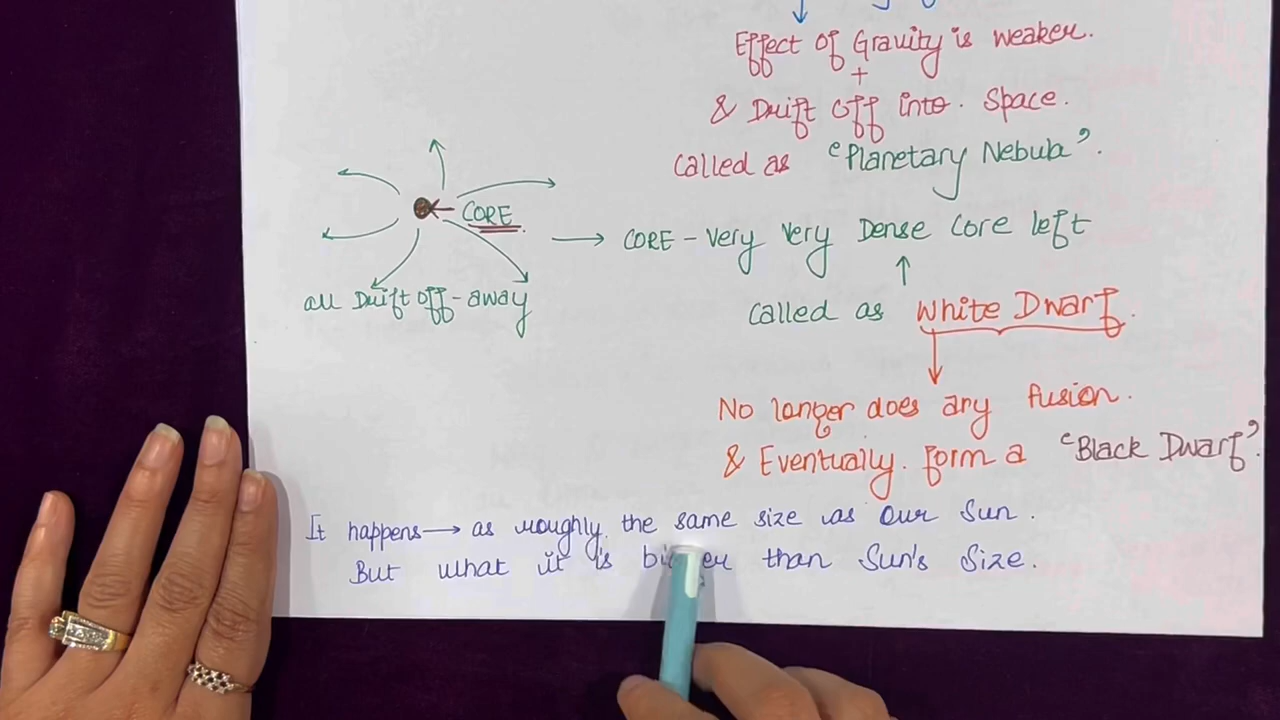 Effect of Gravity is weaker.
+
& Drift off into. Space.
called as "Planetary Nebula".
CORE
CORE - Very Very Dense Core left
all Drift off - away
called as White Dwarf.
No longer does any fusion.
& Eventually. form a "Black Dwarf".
It happens → as roughly the same size as our Sun.
But what it is than Sun's Size.